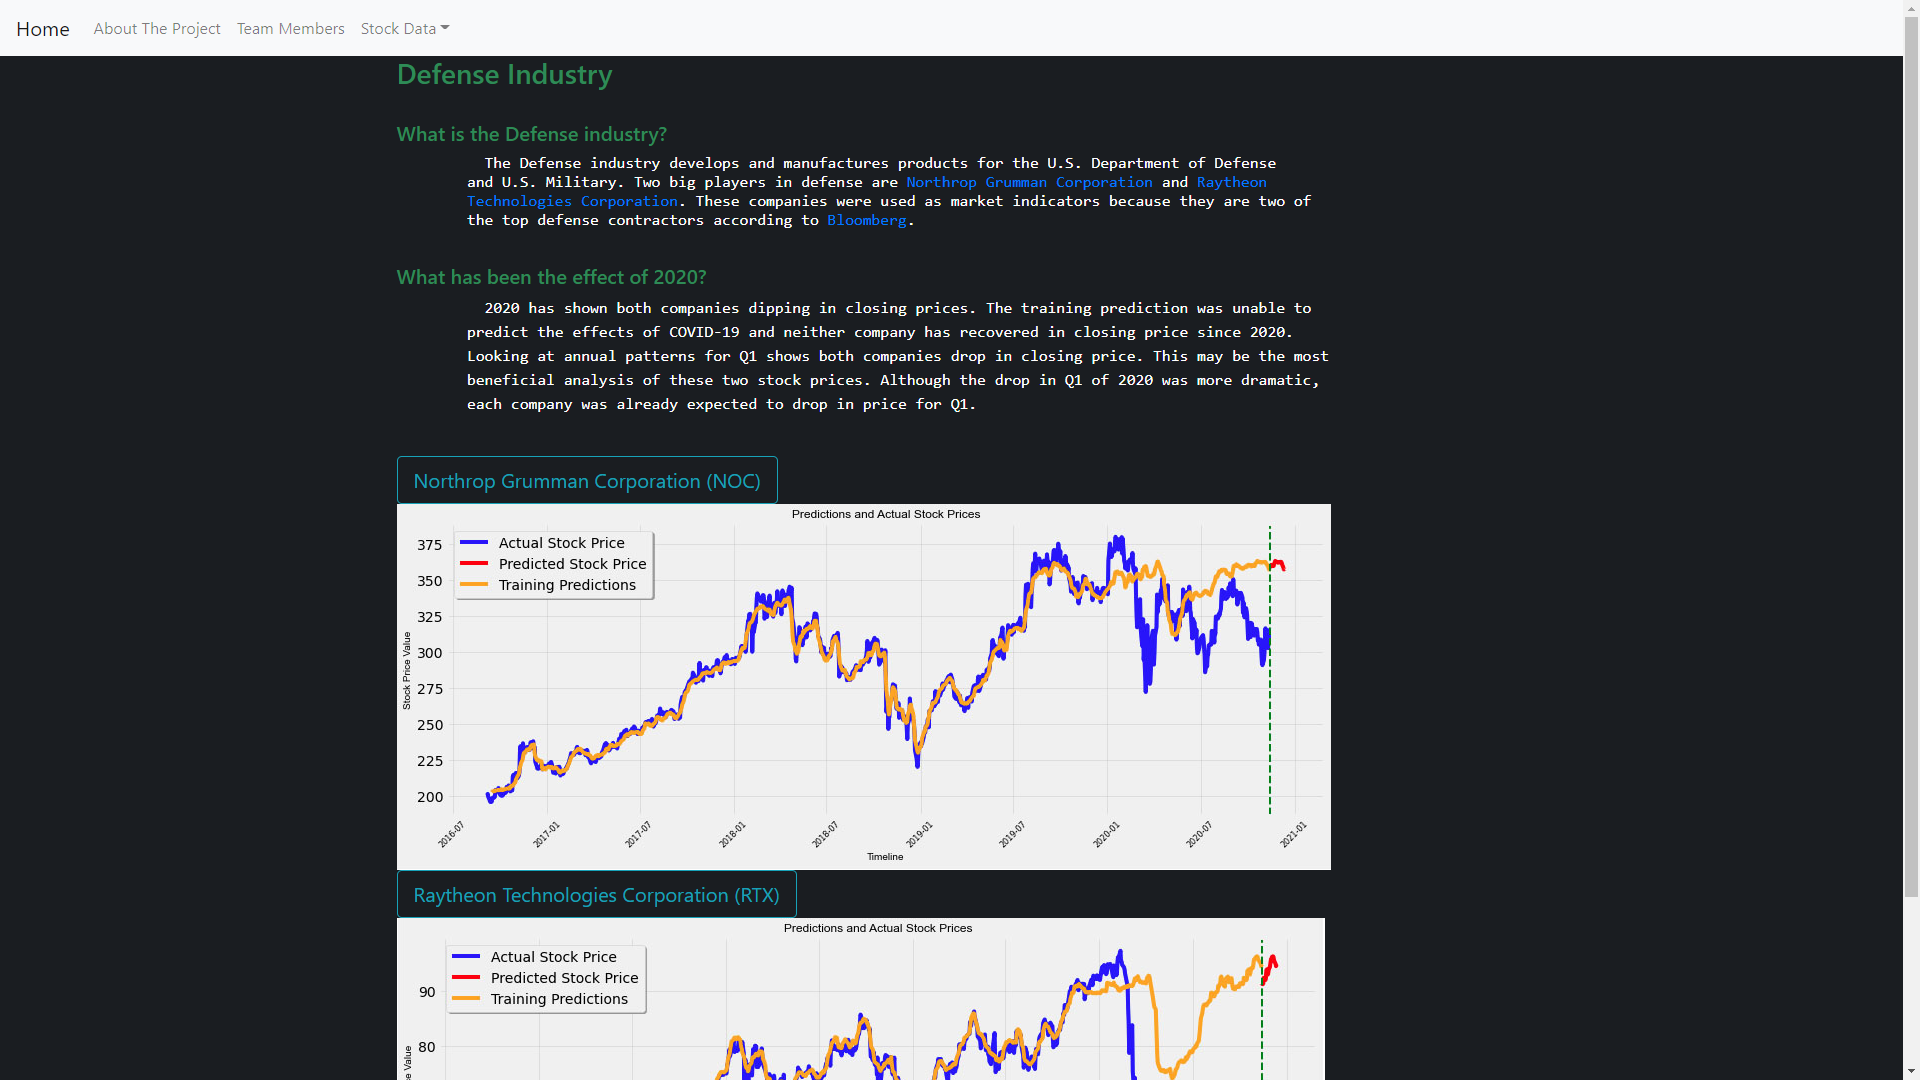 Home About The Project Team Members Stock Data
Defense Industry
What is the Defense industry?
The Defense industry develops and manufactures products for the U.S. Department of Defense
and U.S. Military. Two big players in defense are Northrop Grumman Corporation and Raytheon
Technologies Corporation. These companies were used as market indicators because they are two of
the top defense contractors according to Bloomberg.
What has been the effect of 2020?
2020 has shown both companies dipping in closing prices. The training prediction was unable to
predict the effects of COVID-19 and neither company has recovered in closing price since 2020.
Looking at annual patterns for Q1 shows both companies drop in closing price. This may be the most
beneficial analysis of these two stock prices. Although the drop in Q1 of 2020 was more dramatic,
each company was already expected to drop in price for Q1.
Northrop Grumman Corporation (NOC)
Predictions and Actual Stock Prices
Actual Stock Price
Predicted Stock Price
Training Predictions
375
350
325
300
275
250
225
200
Stock Price Value
2016-07 2017-01 2017-07 2018-01 2018-07 2019-01 2019-07 2020-01 2020-07 2021-01
Timeline
Raytheon Technologies Corporation (RTX)
Predictions and Actual Stock Prices
Actual Stock Price
Predicted Stock Price
Training Predictions
90
80
Value